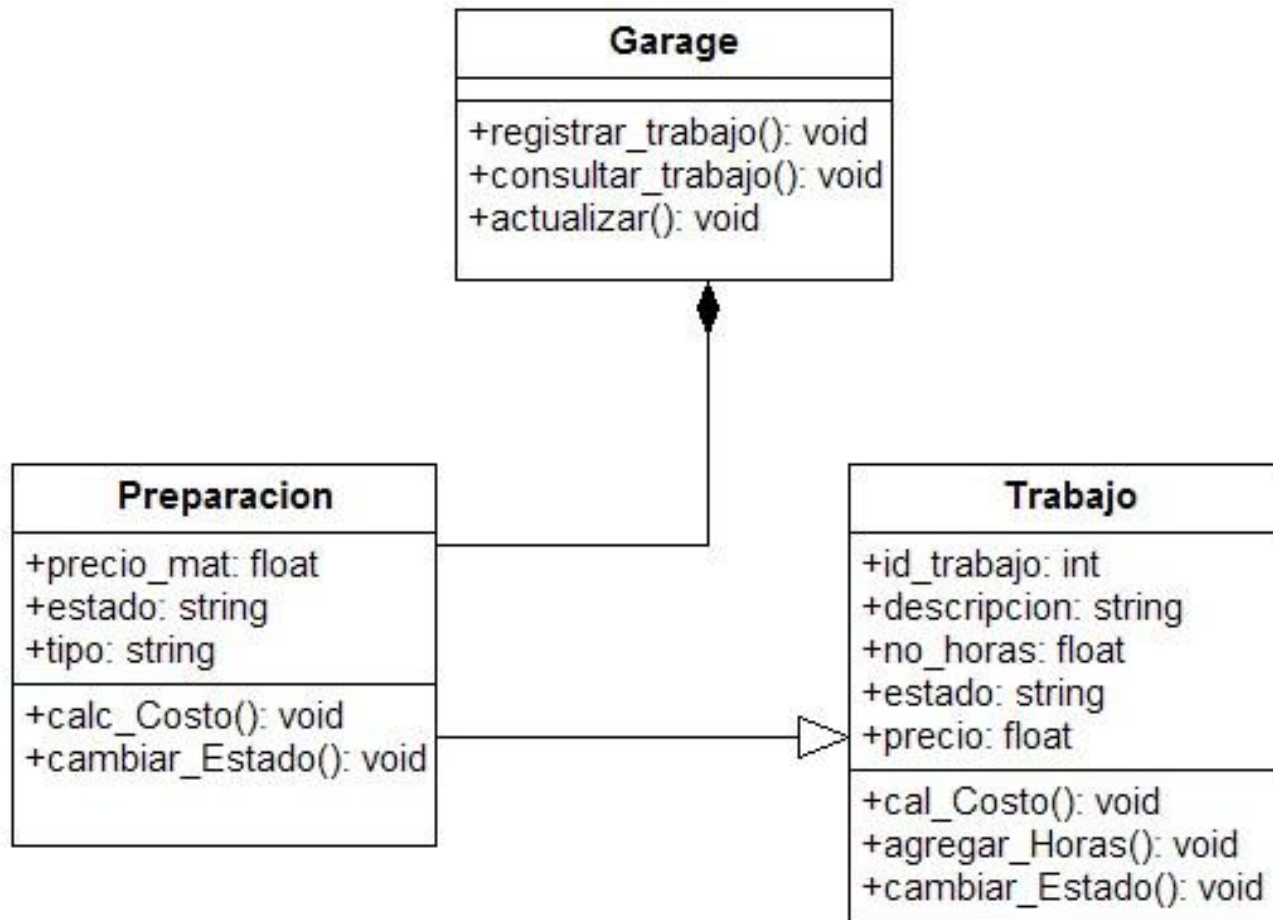 Garage
+registrar_trabajo(): void
+consultar_trabajo(): void
+actualizar(): void
Preparacion
+precio_mat: float
+estado: string
+tipo: string
+calc_Costo(): void
+cambiar_Estado(): void
Trabajo
+id_trabajo: int
+descripcion: string
+no_horas: float
+estado: string
+precio: float
+cal_Costo(): void
+agregar_Horas(): void
+cambiar_Estado(): void